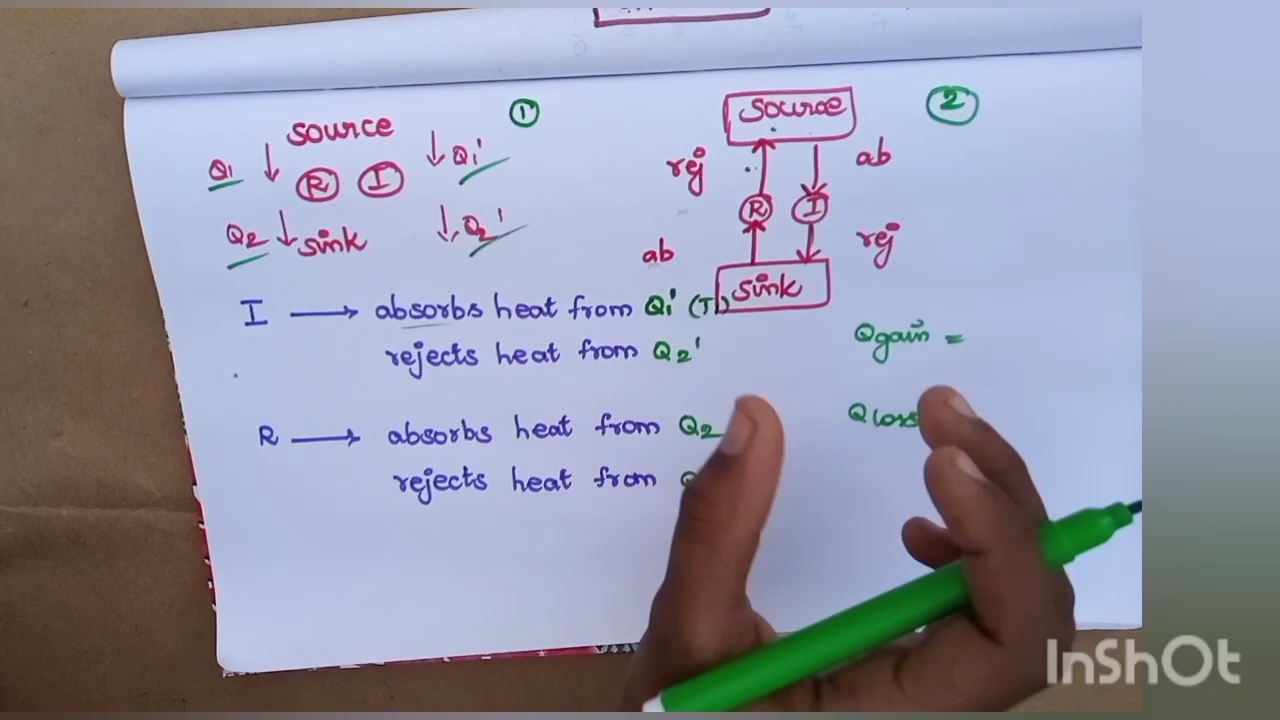 ①
Source
Q1 ↓ ↓ Q1'
R I
Q2 ↓ sink ↓ Q2'
I → absorbs heat from Q1' (T1)
rejects heat from Q2'
R → absorbs heat from Q2
rejects heat from
②
Source
rej ab
R I
ab rej
Sink
Qgain =
Qloss
InShOt